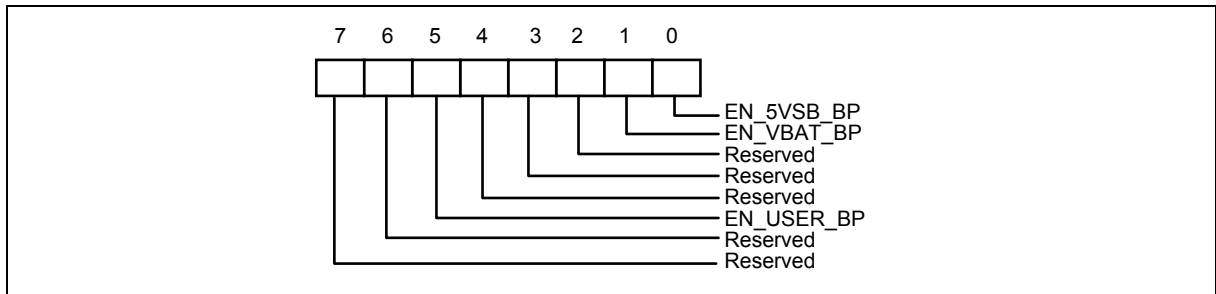 7 6 5 4 3 2 1 0
EN_5VSB_BP
EN_VBAT_BP
Reserved
Reserved
Reserved
EN_USER_BP
Reserved
Reserved